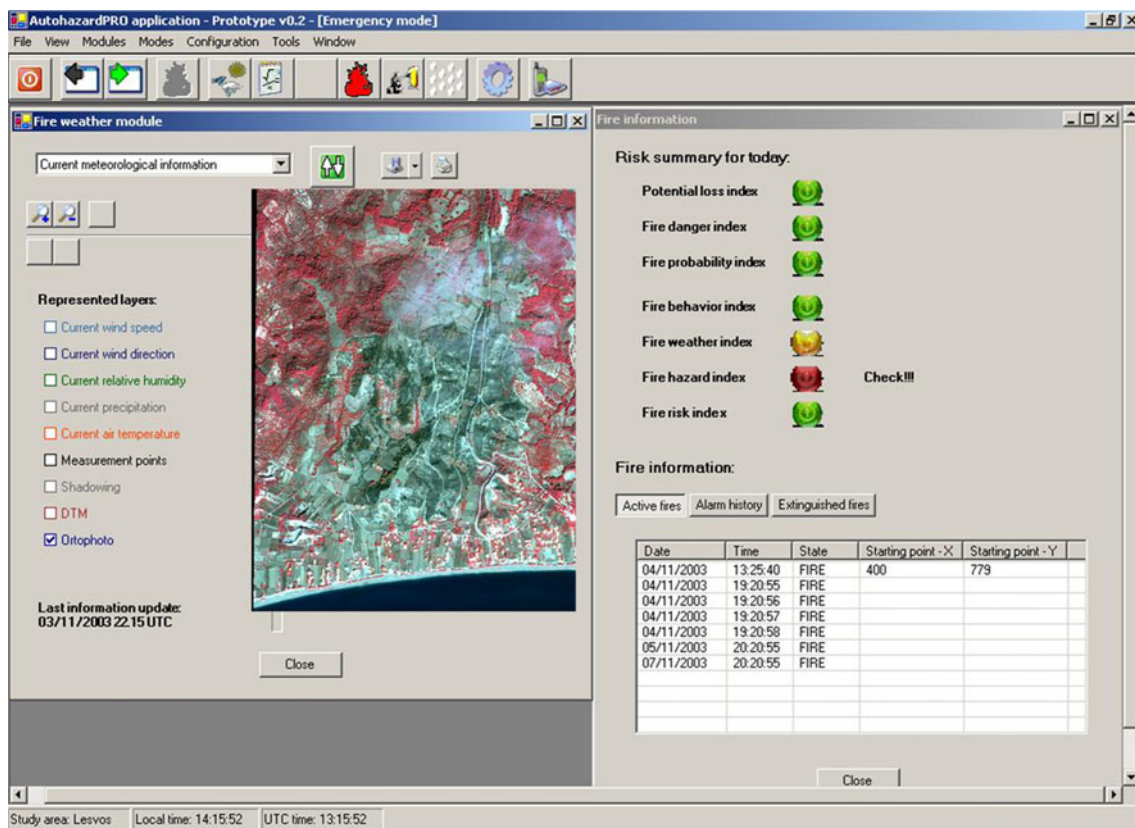 AutohazardPRO application - Prototype v0.2 - [Emergency mode]
File View Modules Modes Configuration Tools Window
Fire weather module
Current meteorological information
Represented layers:
Current wind speed
Current wind direction
Current relative humidity
Current precipitation
Current air temperature
Measurement points
Shadowing
DTM
Ortophoto
Last information update:
03/11/2003 22.15 UTC
Close
Fire information
Risk summary for today:
Potential loss index
Fire danger index
Fire probability index
Fire behavior index
Fire weather index
Fire hazard index Check!!!
Fire risk index
Fire information:
Active fires Alarm history Extinguished fires
Date Time State Starting point - X Starting point - Y
04/11/2003 13:25:40 FIRE 400 779
04/11/2003 19:20:55 FIRE
04/11/2003 19:20:56 FIRE
04/11/2003 19:20:57 FIRE
04/11/2003 19:20:58 FIRE
05/11/2003 20:20:55 FIRE
07/11/2003 20:20:55 FIRE
Close
Study area: Lesvos Local time: 14:15:52 UTC time: 13:15:52